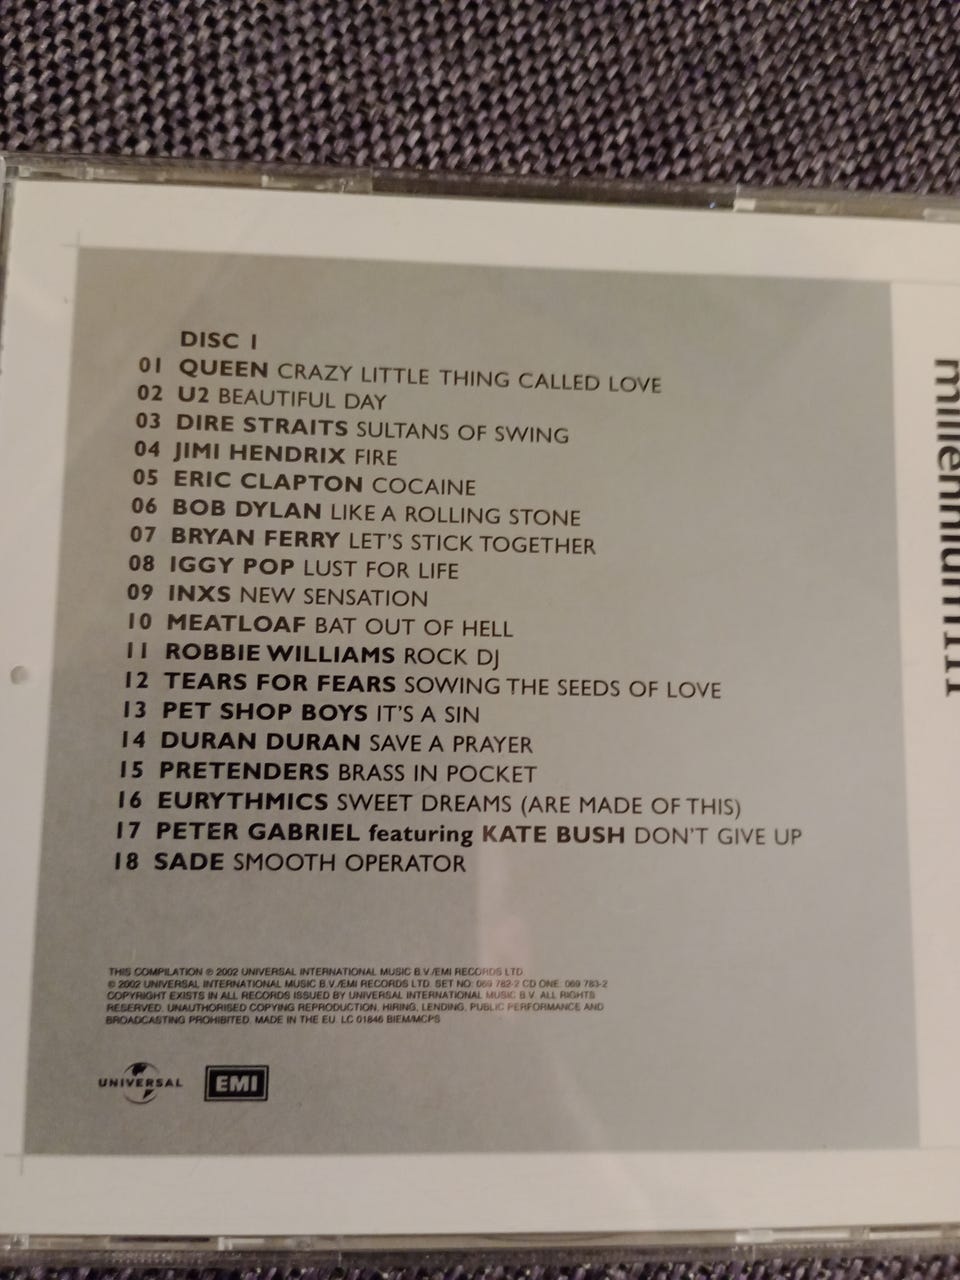 DISC 1
01 QUEEN CRAZY LITTLE THING CALLED LOVE
02 U2 BEAUTIFUL DAY
03 DIRE STRAITS SULTANS OF SWING
04 JIMI HENDRIX FIRE
05 ERIC CLAPTON COCAINE
06 BOB DYLAN LIKE A ROLLING STONE
07 BRYAN FERRY LET'S STICK TOGETHER
08 IGGY POP LUST FOR LIFE
09 INXS NEW SENSATION
10 MEATLOAF BAT OUT OF HELL
11 ROBBIE WILLIAMS ROCK DJ
12 TEARS FOR FEARS SOWING THE SEEDS OF LOVE
13 PET SHOP BOYS IT'S A SIN
14 DURAN DURAN SAVE A PRAYER
15 PRETENDERS BRASS IN POCKET
16 EURYTHMICS SWEET DREAMS (ARE MADE OF THIS)
17 PETER GABRIEL featuring KATE BUSH DON'T GIVE UP
18 SADE SMOOTH OPERATOR
THIS COMPILATION ℗ 2002 UNIVERSAL INTERNATIONAL MUSIC B.V./EMI RECORDS LTD
© 2002 UNIVERSAL INTERNATIONAL MUSIC B.V./EMI RECORDS LTD. SET NO: 069 782-2 CD ONE: 069 783-2
COPYRIGHT EXISTS IN ALL RECORDS ISSUED BY UNIVERSAL INTERNATIONAL MUSIC B.V. ALL RIGHTS
RESERVED. UNAUTHORISED COPYING REPRODUCTION, HIRING, LENDING, PUBLIC PERFORMANCE AND
BROADCASTING PROHIBITED. MADE IN THE EU. LC 01846 BIEM/MCPS
UNIVERSAL
EMI